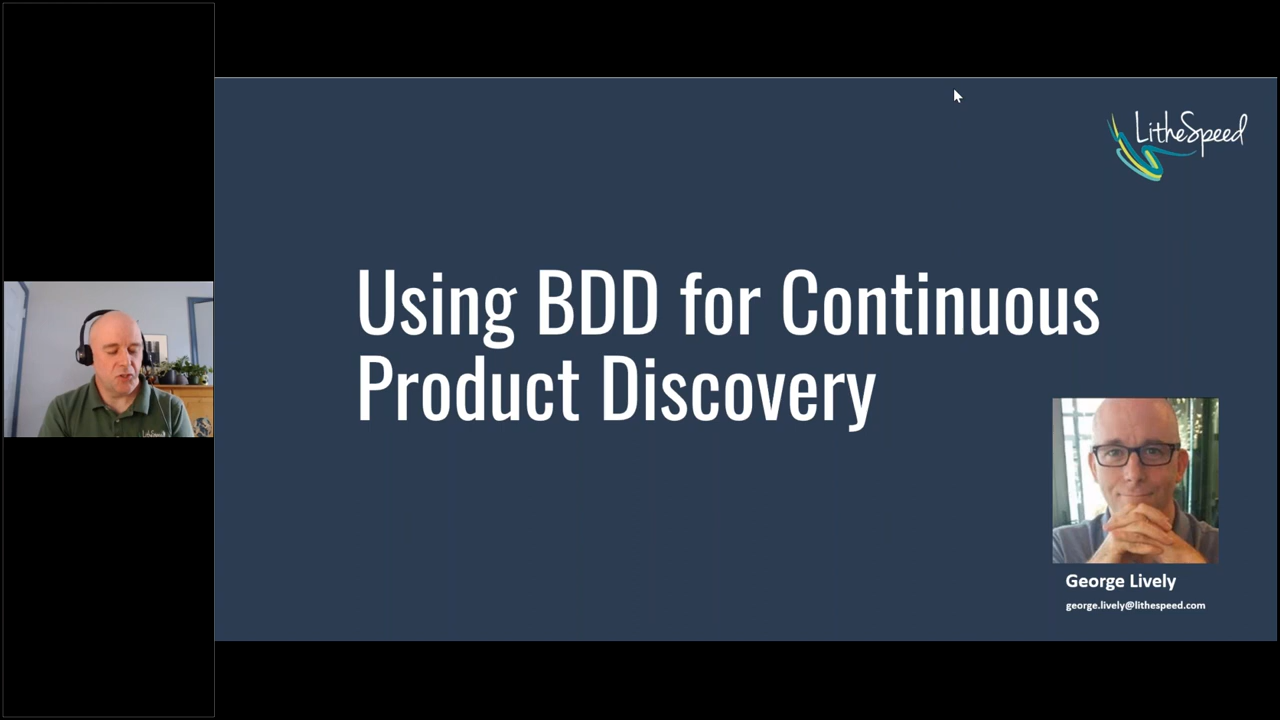 LitheSpeed
Using BDD for Continuous
Product Discovery
George Lively
george.lively@lithespeed.com